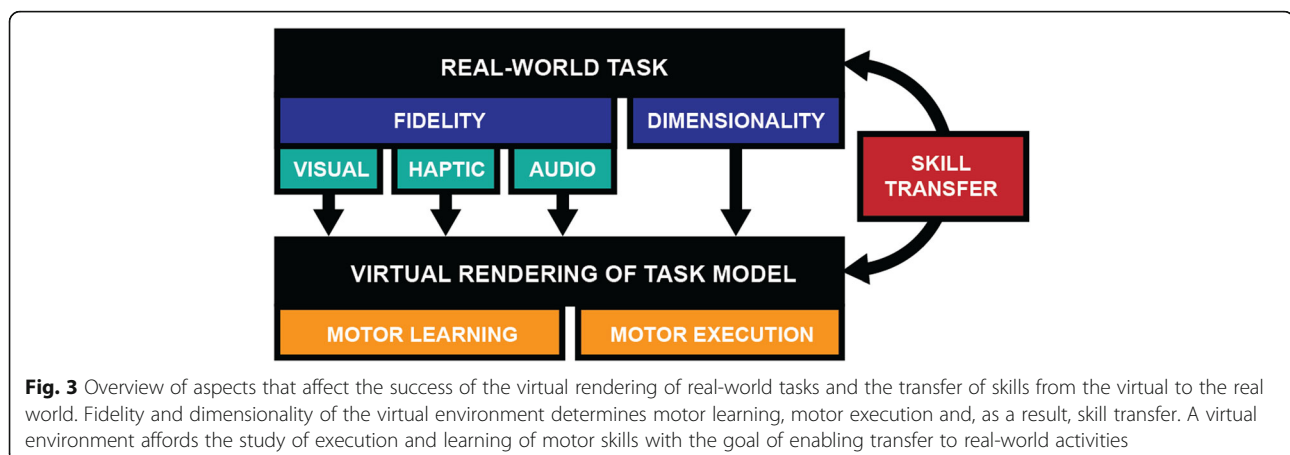 REAL-WORLD TASK
FIDELITY
DIMENSIONALITY
VISUAL
HAPTIC
AUDIO
SKILL
TRANSFER
VIRTUAL RENDERING OF TASK MODEL
MOTOR LEARNING
MOTOR EXECUTION
Fig. 3 Overview of aspects that affect the success of the virtual rendering of real-world tasks and the transfer of skills from the virtual to the real
world. Fidelity and dimensionality of the virtual environment determines motor learning, motor execution and, as a result, skill transfer. A virtual
environment affords the study of execution and learning of motor skills with the goal of enabling transfer to real-world activities